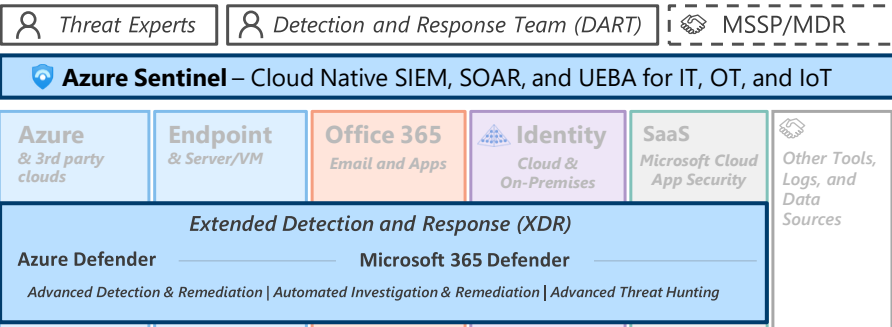 Threat Experts
Detection and Response Team (DART)
MSSP/MDR
Azure Sentinel – Cloud Native SIEM, SOAR, and UEBA for IT, OT, and IoT
Azure
& 3rd party
clouds
Endpoint
& Server/VM
Office 365
Email and Apps
Identity
Cloud &
On-Premises
SaaS
Microsoft Cloud
App Security
Other Tools,
Logs, and
Data
Sources
Extended Detection and Response (XDR)
Azure Defender
Microsoft 365 Defender
Advanced Detection & Remediation | Automated Investigation & Remediation | Advanced Threat Hunting